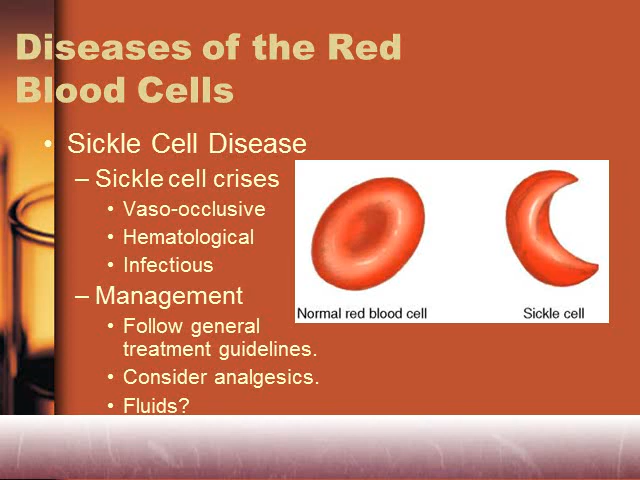 Diseases of the Red
Blood Cells
• Sickle Cell Disease
– Sickle cell crises
• Vaso-occlusive
• Hematological
• Infectious
– Management
• Follow general
treatment guidelines.
• Consider analgesics.
• Fluids?
Normal red blood cell
Sickle cell